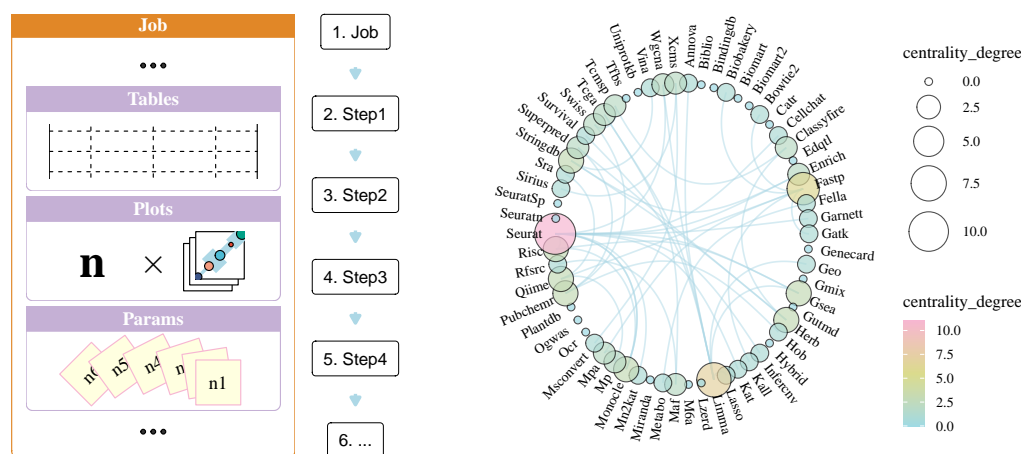 Job
•••
Tables
Plots
n ×
Params
n6
n5
n4
n1
•••
1. Job
2. Step1
3. Step2
4. Step3
5. Step4
6. ...
Annova
Biblio
Bindingdb
Biobakery
Biomart
Biomart2
Bowtie2
Catr
Cellchat
Classyfire
Edqtl
Enrich
Fastp
Fella
Garnett
Gatk
Genecard
Geo
Gmix
Gsea
Gutmd
Herb
Hob
Hybrid
Infercnv
Kall
Kat
Lasso
Limma
Lzerd
M6a
Maf
Metabo
Miranda
Mn2kat
Monocle
Mp
Mpa
Msconvert
Ocr
Ogwas
Plantdb
Pubchemr
Qiime
Rfsrc
Risc
Seurat
Seuratn
SeuratSp
Sirius
Sra
Stringdb
Superpred
Survival
Swiss
Tcga
Tcmsp
Tfbs
Uniprotkb
Vina
Wgcna
Xcms
centrality_degree
0.0
2.5
5.0
7.5
10.0
centrality_degree
10.0
7.5
5.0
2.5
0.0